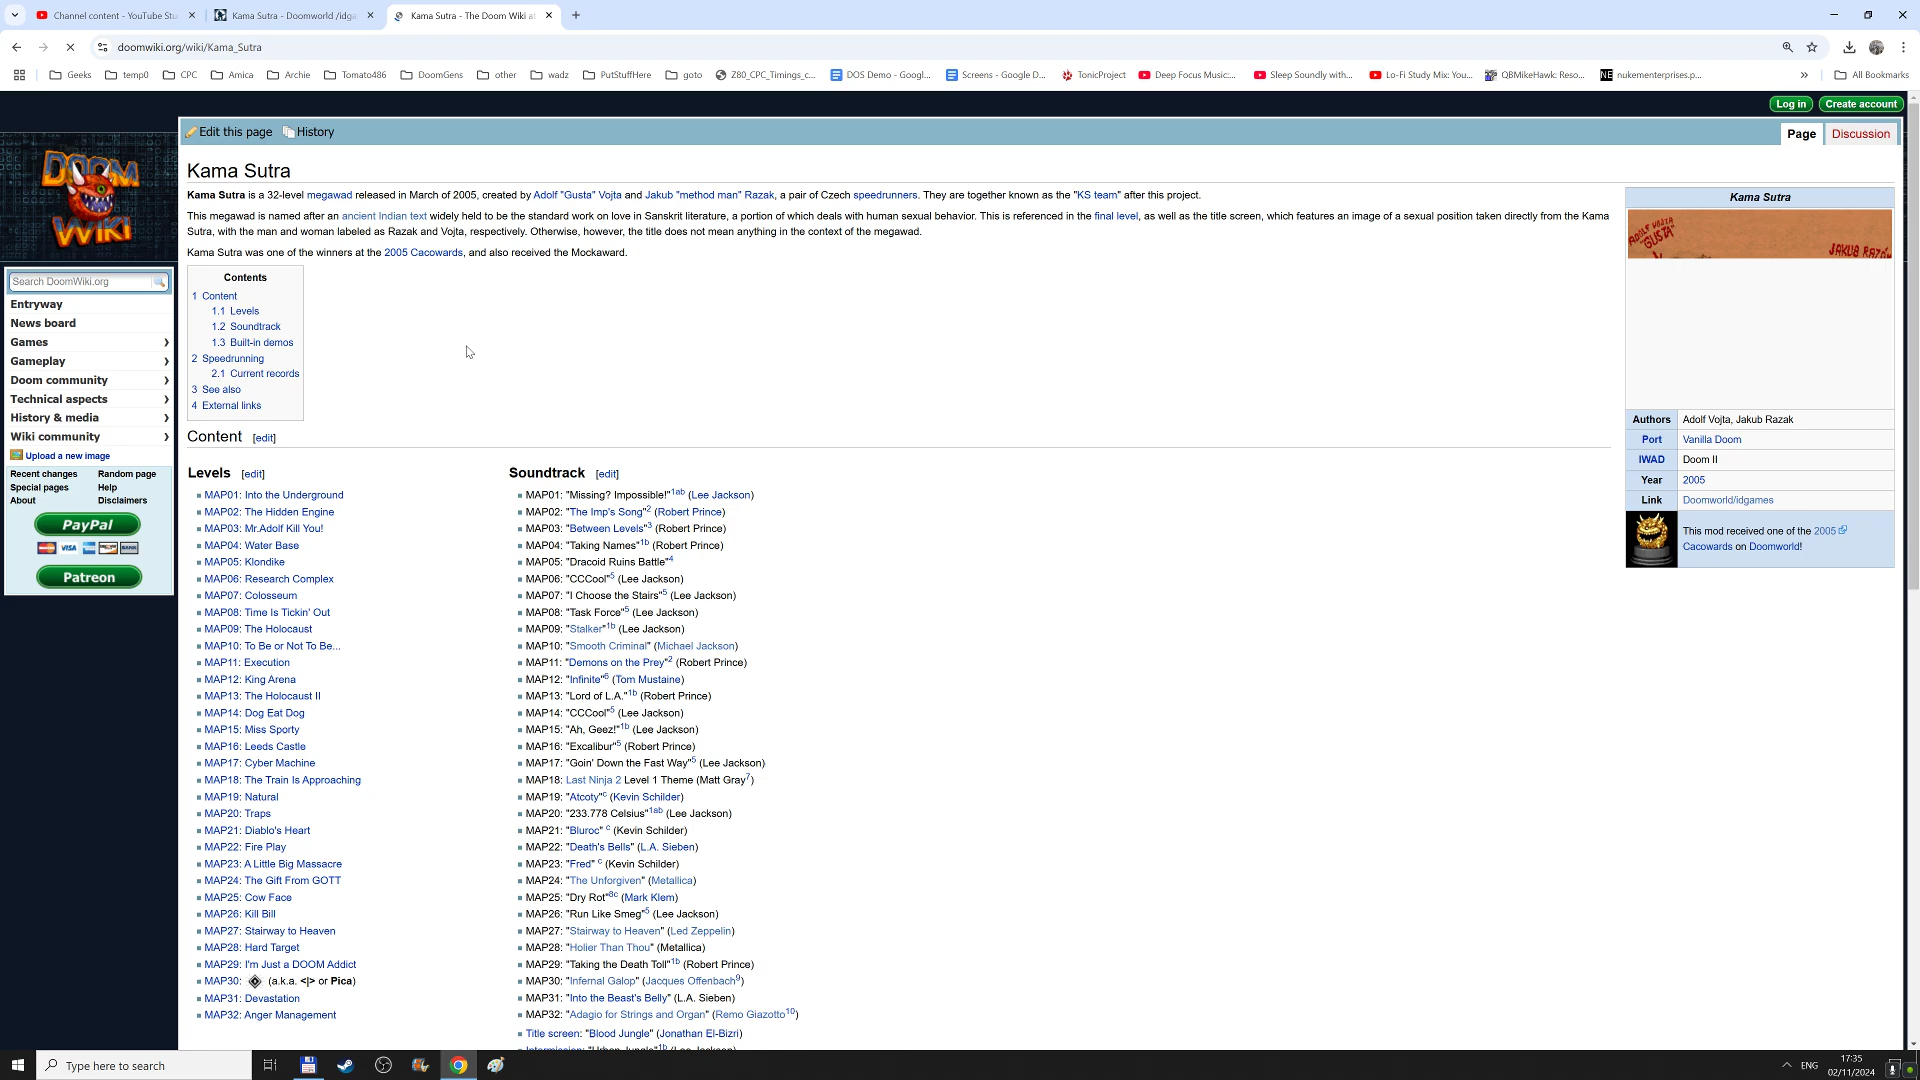 Channel content - YouTube Stu
Kama Sutra - Doomworld /idga
Kama Sutra - The Doom Wiki at
doomwiki.org/wiki/Kama_Sutra
Geeks temp0 CPC Amica Archie Tomato486 DoomGens other wadz PutStuffHere goto Z80_CPC_Timings_c... DOS Demo - Googl... Screens - Google D... TonicProject Deep Focus Music:... Sleep Soundly with... Lo-Fi Study Mix: You... QBMikeHawk: Reso... NE nukementerprises.p... » All Bookmarks
Log in Create account
Edit this page History Page Discussion
DOOM WIKI
Search DoomWiki.org
Entryway
News board
Games
Gameplay
Doom community
Technical aspects
History & media
Wiki community
Upload a new image
Recent changes Random page
Special pages Help
About Disclaimers
PayPal
VISA BANK
Patreon
Kama Sutra
Kama Sutra is a 32-level megawad released in March of 2005, created by Adolf "Gusta" Vojta and Jakub "method man" Razak, a pair of Czech speedrunners. They are together known as the "KS team" after this project.
This megawad is named after an ancient Indian text widely held to be the standard work on love in Sanskrit literature, a portion of which deals with human sexual behavior. This is referenced in the final level, as well as the title screen, which features an image of a sexual position taken directly from the Kama
Sutra, with the man and woman labeled as Razak and Vojta, respectively. Otherwise, however, the title does not mean anything in the context of the megawad.
Kama Sutra was one of the winners at the 2005 Cacowards, and also received the Mockaward.
Contents
1 Content
1.1 Levels
1.2 Soundtrack
1.3 Built-in demos
2 Speedrunning
2.1 Current records
3 See also
4 External links
Content [edit]
Levels [edit]
MAP01: Into the Underground
MAP02: The Hidden Engine
MAP03: Mr.Adolf Kill You!
MAP04: Water Base
MAP05: Klondike
MAP06: Research Complex
MAP07: Colosseum
MAP08: Time Is Tickin' Out
MAP09: The Holocaust
MAP10: To Be or Not To Be...
MAP11: Execution
MAP12: King Arena
MAP13: The Holocaust II
MAP14: Dog Eat Dog
MAP15: Miss Sporty
MAP16: Leeds Castle
MAP17: Cyber Machine
MAP18: The Train Is Approaching
MAP19: Natural
MAP20: Traps
MAP21: Diablo's Heart
MAP22: Fire Play
MAP23: A Little Big Massacre
MAP24: The Gift From GOTT
MAP25: Cow Face
MAP26: Kill Bill
MAP27: Stairway to Heaven
MAP28: Hard Target
MAP29: I'm Just a DOOM Addict
MAP30: (a.k.a. <|> or Pica)
MAP31: Devastation
MAP32: Anger Management
Soundtrack [edit]
MAP01: "Missing? Impossible!"1ab (Lee Jackson)
MAP02: "The Imp's Song"2 (Robert Prince)
MAP03: "Between Levels"3 (Robert Prince)
MAP04: "Taking Names"1b (Robert Prince)
MAP05: "Dracoid Ruins Battle"4
MAP06: "CCCool"5 (Lee Jackson)
MAP07: "I Choose the Stairs"5 (Lee Jackson)
MAP08: "Task Force"5 (Lee Jackson)
MAP09: "Stalker"1b (Lee Jackson)
MAP10: "Smooth Criminal" (Michael Jackson)
MAP11: "Demons on the Prey"2 (Robert Prince)
MAP12: "Infinite"6 (Tom Mustaine)
MAP13: "Lord of L.A."1b (Robert Prince)
MAP14: "CCCool"5 (Lee Jackson)
MAP15: "Ah, Geez!"1b (Lee Jackson)
MAP16: "Excalibur"5 (Robert Prince)
MAP17: "Goin' Down the Fast Way"5 (Lee Jackson)
MAP18: Last Ninja 2 Level 1 Theme (Matt Gray7)
MAP19: "Atcoty"c (Kevin Schilder)
MAP20: "233.778 Celsius"1ab (Lee Jackson)
MAP21: "Bluroc" c (Kevin Schilder)
MAP22: "Death's Bells" (L.A. Sieben)
MAP23: "Fred" c (Kevin Schilder)
MAP24: "The Unforgiven" (Metallica)
MAP25: "Dry Rot"8c (Mark Klem)
MAP26: "Run Like Smeg"5 (Lee Jackson)
MAP27: "Stairway to Heaven" (Led Zeppelin)
MAP28: "Holier Than Thou" (Metallica)
MAP29: "Taking the Death Toll"1b (Robert Prince)
MAP30: "Infernal Galop" (Jacques Offenbach9)
MAP31: "Into the Beast's Belly" (L.A. Sieben)
MAP32: "Adagio for Strings and Organ" (Remo Giazotto10)
Title screen: "Blood Jungle" (Jonathan El-Bizri)
Intermission: "Urban Jungle"1b (Lee Jackson)
Kama Sutra
ADOLF VOJTA
"GUSTA"
JAKUB RAZÁK
Authors Adolf Vojta, Jakub Razak
Port Vanilla Doom
IWAD Doom II
Year 2005
Link Doomworld/idgames
This mod received one of the 2005
Cacowards on Doomworld!
Type here to search
ENG
17:35
02/11/2024